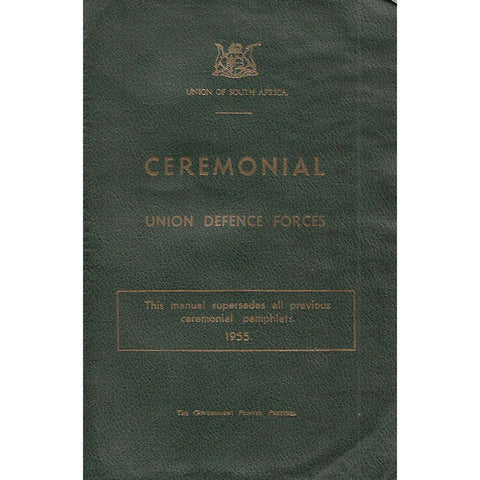 UNION OF SOUTH AFRICA
CEREMONIAL
UNION DEFENCE FORCES
This manual supersedes all previous
ceremonial pamphlets.
1955
THE GOVERNMENT PRINTER PRETORIA.